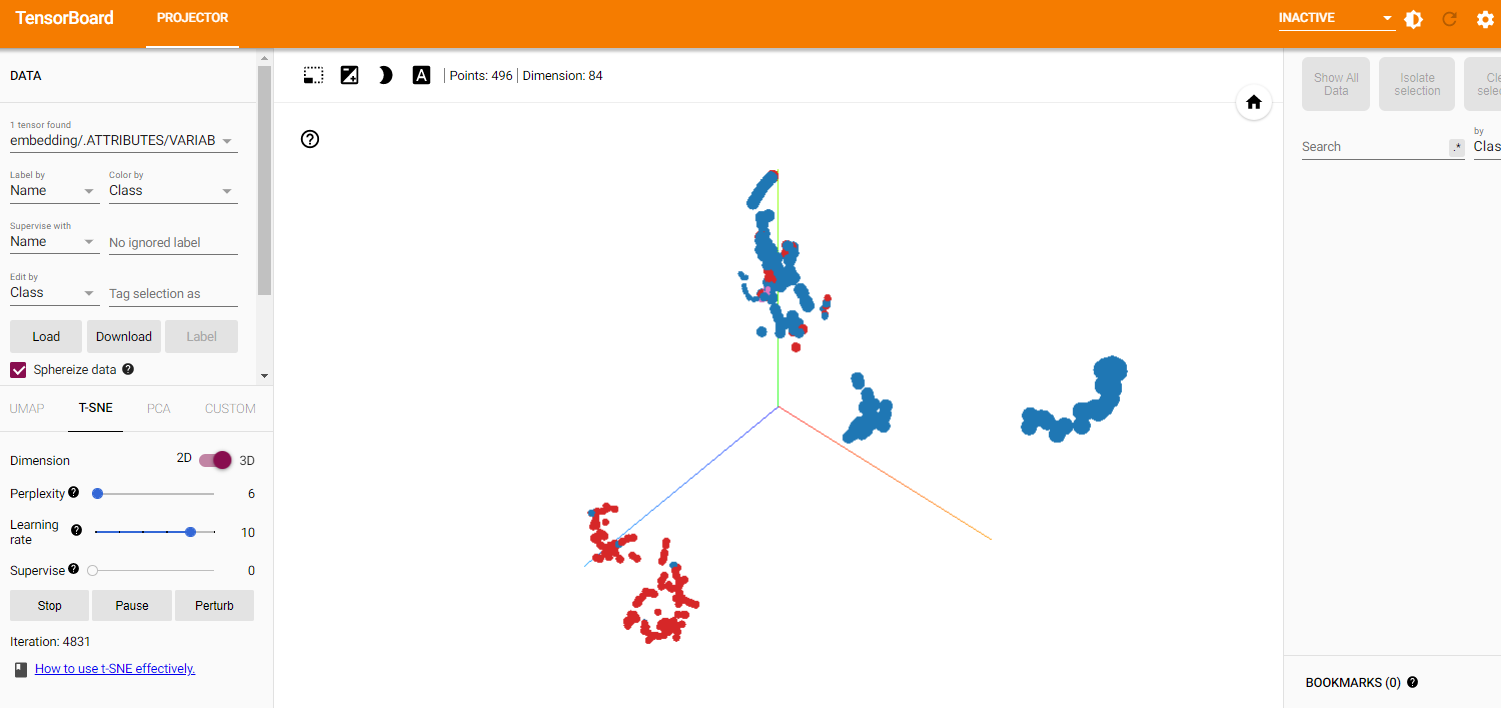 TensorBoard
PROJECTOR
INACTIVE
DATA
1 tensor found
embedding/.ATTRIBUTES/VARIAB
Label by
Color by
Name
Class
Supervise with
Name
No ignored label
Edit by
Class
Tag selection as
Load
Download
Label
Sphereize data
UMAP
T-SNE
PCA
CUSTOM
Dimension
2D
3D
Perplexity
6
Learning
rate
10
Supervise
0
Stop
Pause
Perturb
Iteration: 4831
How to use t-SNE effectively.
A
Points: 496
Dimension: 84
Show All
Data
Isolate
selection
Cle
selec
Search
.*
by
Clas
BOOKMARKS (0)